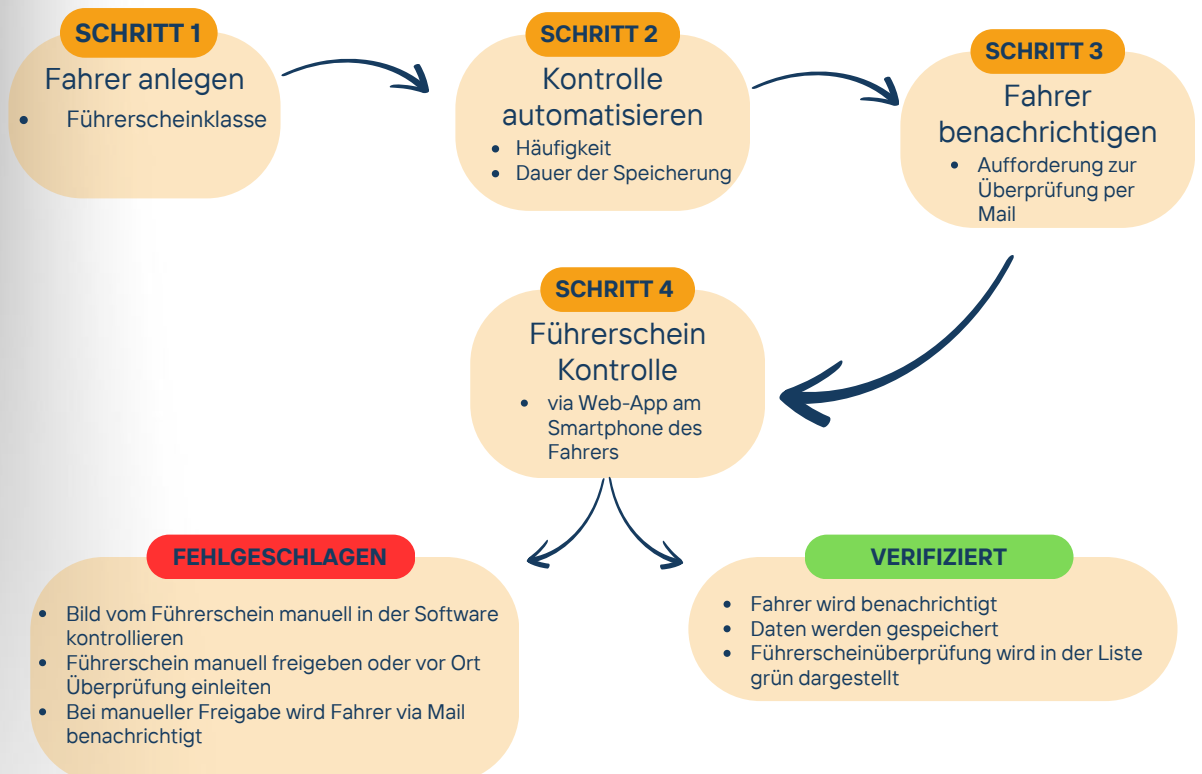 SCHRITT 1
Fahrer anlegen
• Führerscheinklasse
SCHRITT 2
Kontrolle
automatisieren
• Häufigkeit
• Dauer der Speicherung
SCHRITT 3
Fahrer
benachrichtigen
• Aufforderung zur
Überprüfung per
Mail
SCHRITT 4
Führerschein
Kontrolle
• via Web-App am
Smartphone des
Fahrers
FEHLGESCHLAGEN
• Bild vom Führerschein manuell in der Software
kontrollieren
• Führerschein manuell freigeben oder vor Ort
Überprüfung einleiten
• Bei manueller Freigabe wird Fahrer via Mail
benachrichtigt
VERIFIZIERT
• Fahrer wird benachrichtigt
• Daten werden gespeichert
• Führerscheinüberprüfung wird in der Liste
grün dargestellt